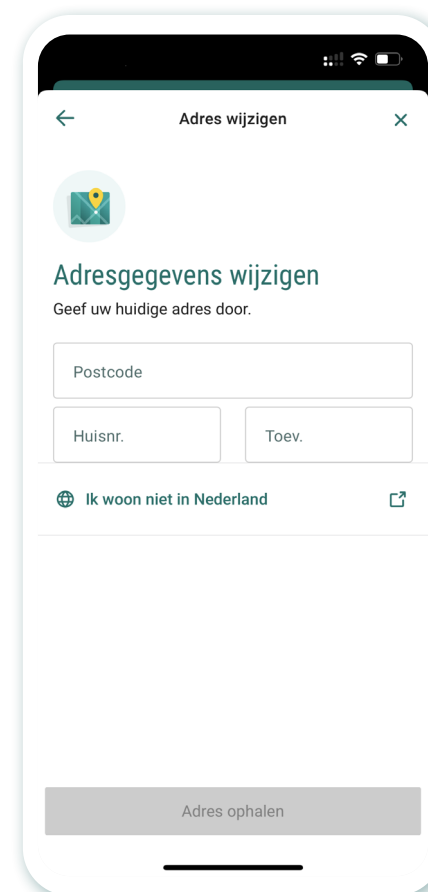 Adres wijzigen
Adresgegevens wijzigen
Geef uw huidige adres door.
Postcode
Huisnr.
Toev.
Ik woon niet in Nederland
Adres ophalen